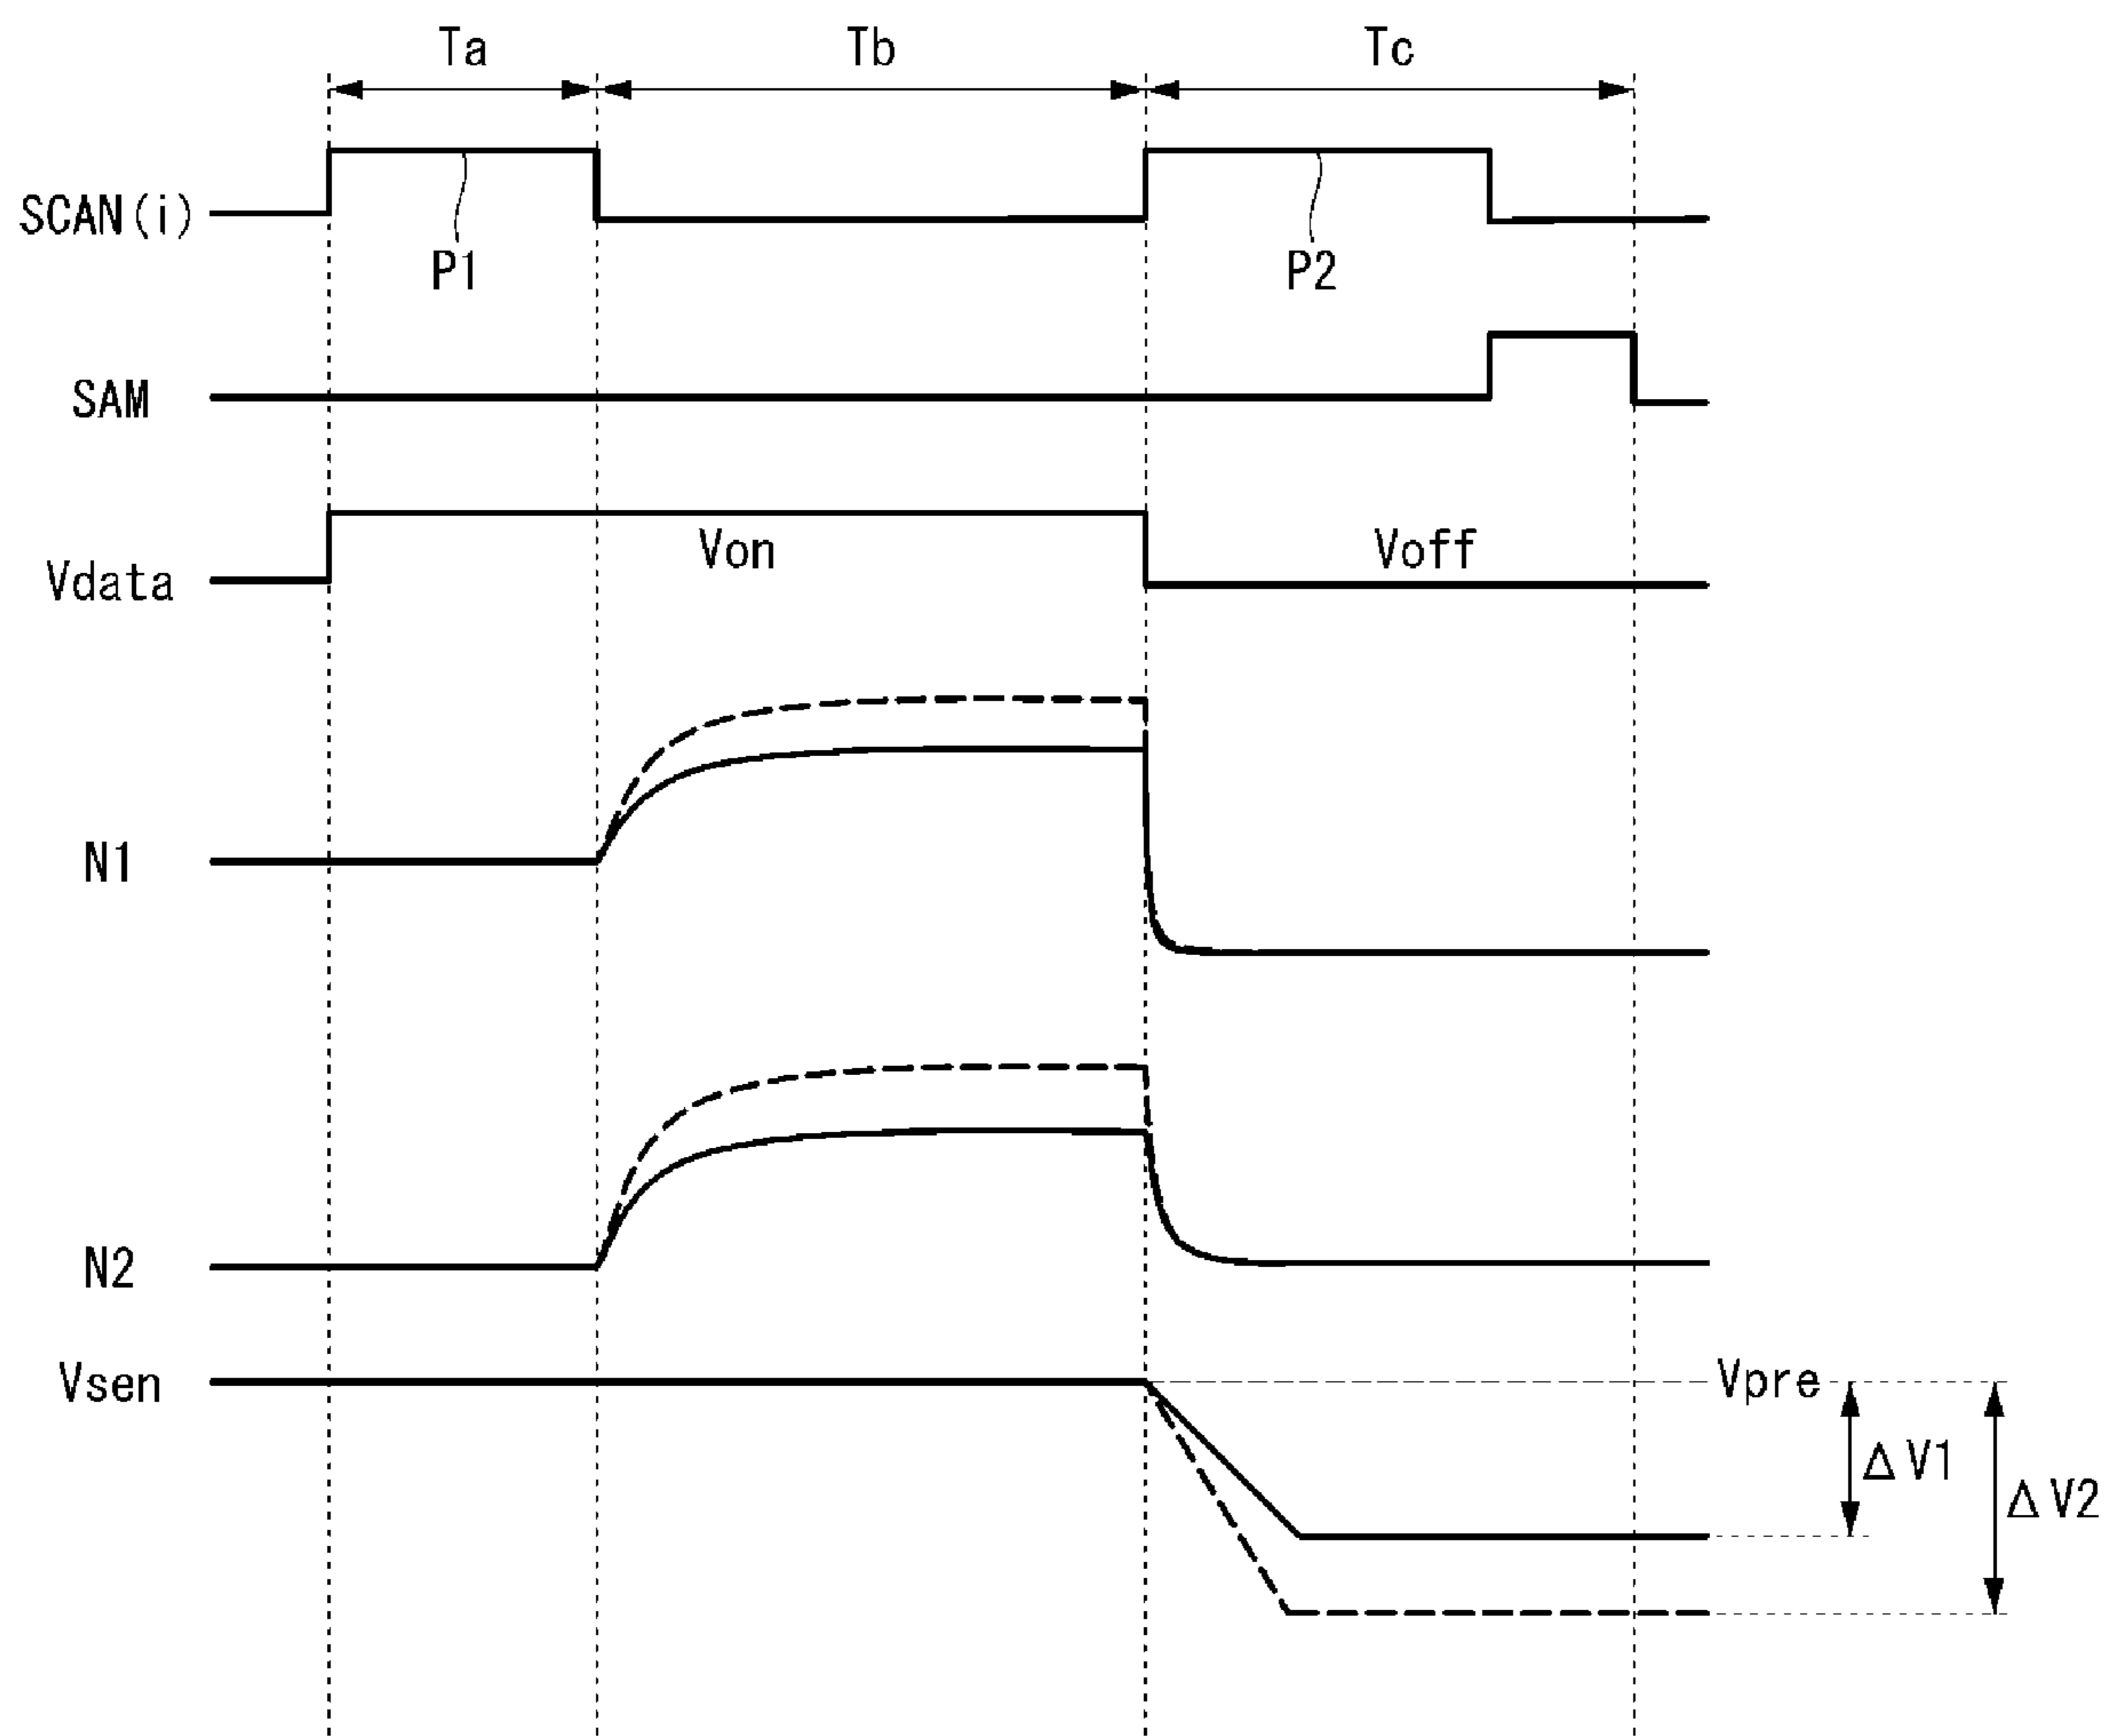 Ta Tb Tc
SCAN(i)
P1 P2
SAM
Von Voff
Vdata
N1
N2
Vsen Vpre
ΔV1
ΔV2